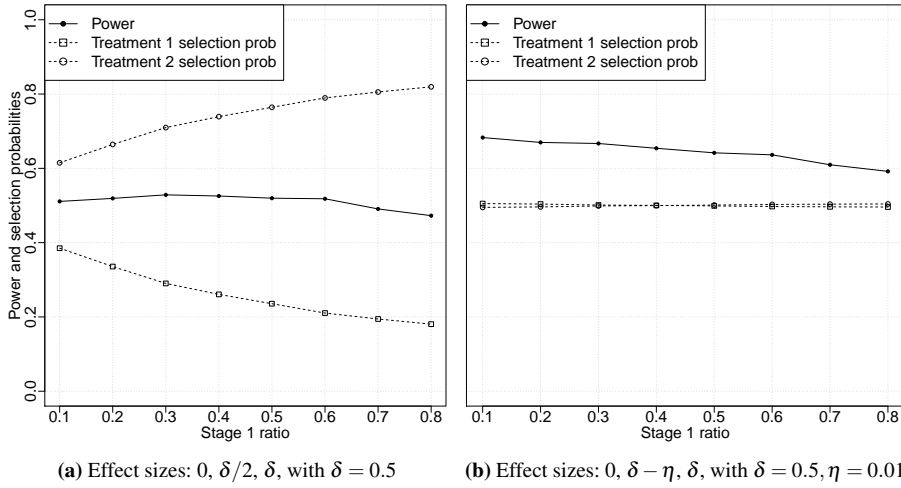 Power
Treatment 1 selection prob
Treatment 2 selection prob
Power and selection probabilities
1.0
0.8
0.6
0.4
0.2
0.0
0.1 0.2 0.3 0.4 0.5 0.6 0.7 0.8
Stage 1 ratio
(a) Effect sizes: 0, δ/2, δ, with δ = 0.5
Power
Treatment 1 selection prob
Treatment 2 selection prob
0.1 0.2 0.3 0.4 0.5 0.6 0.7 0.8
Stage 1 ratio
(b) Effect sizes: 0, δ − η, δ, with δ = 0.5, η = 0.01